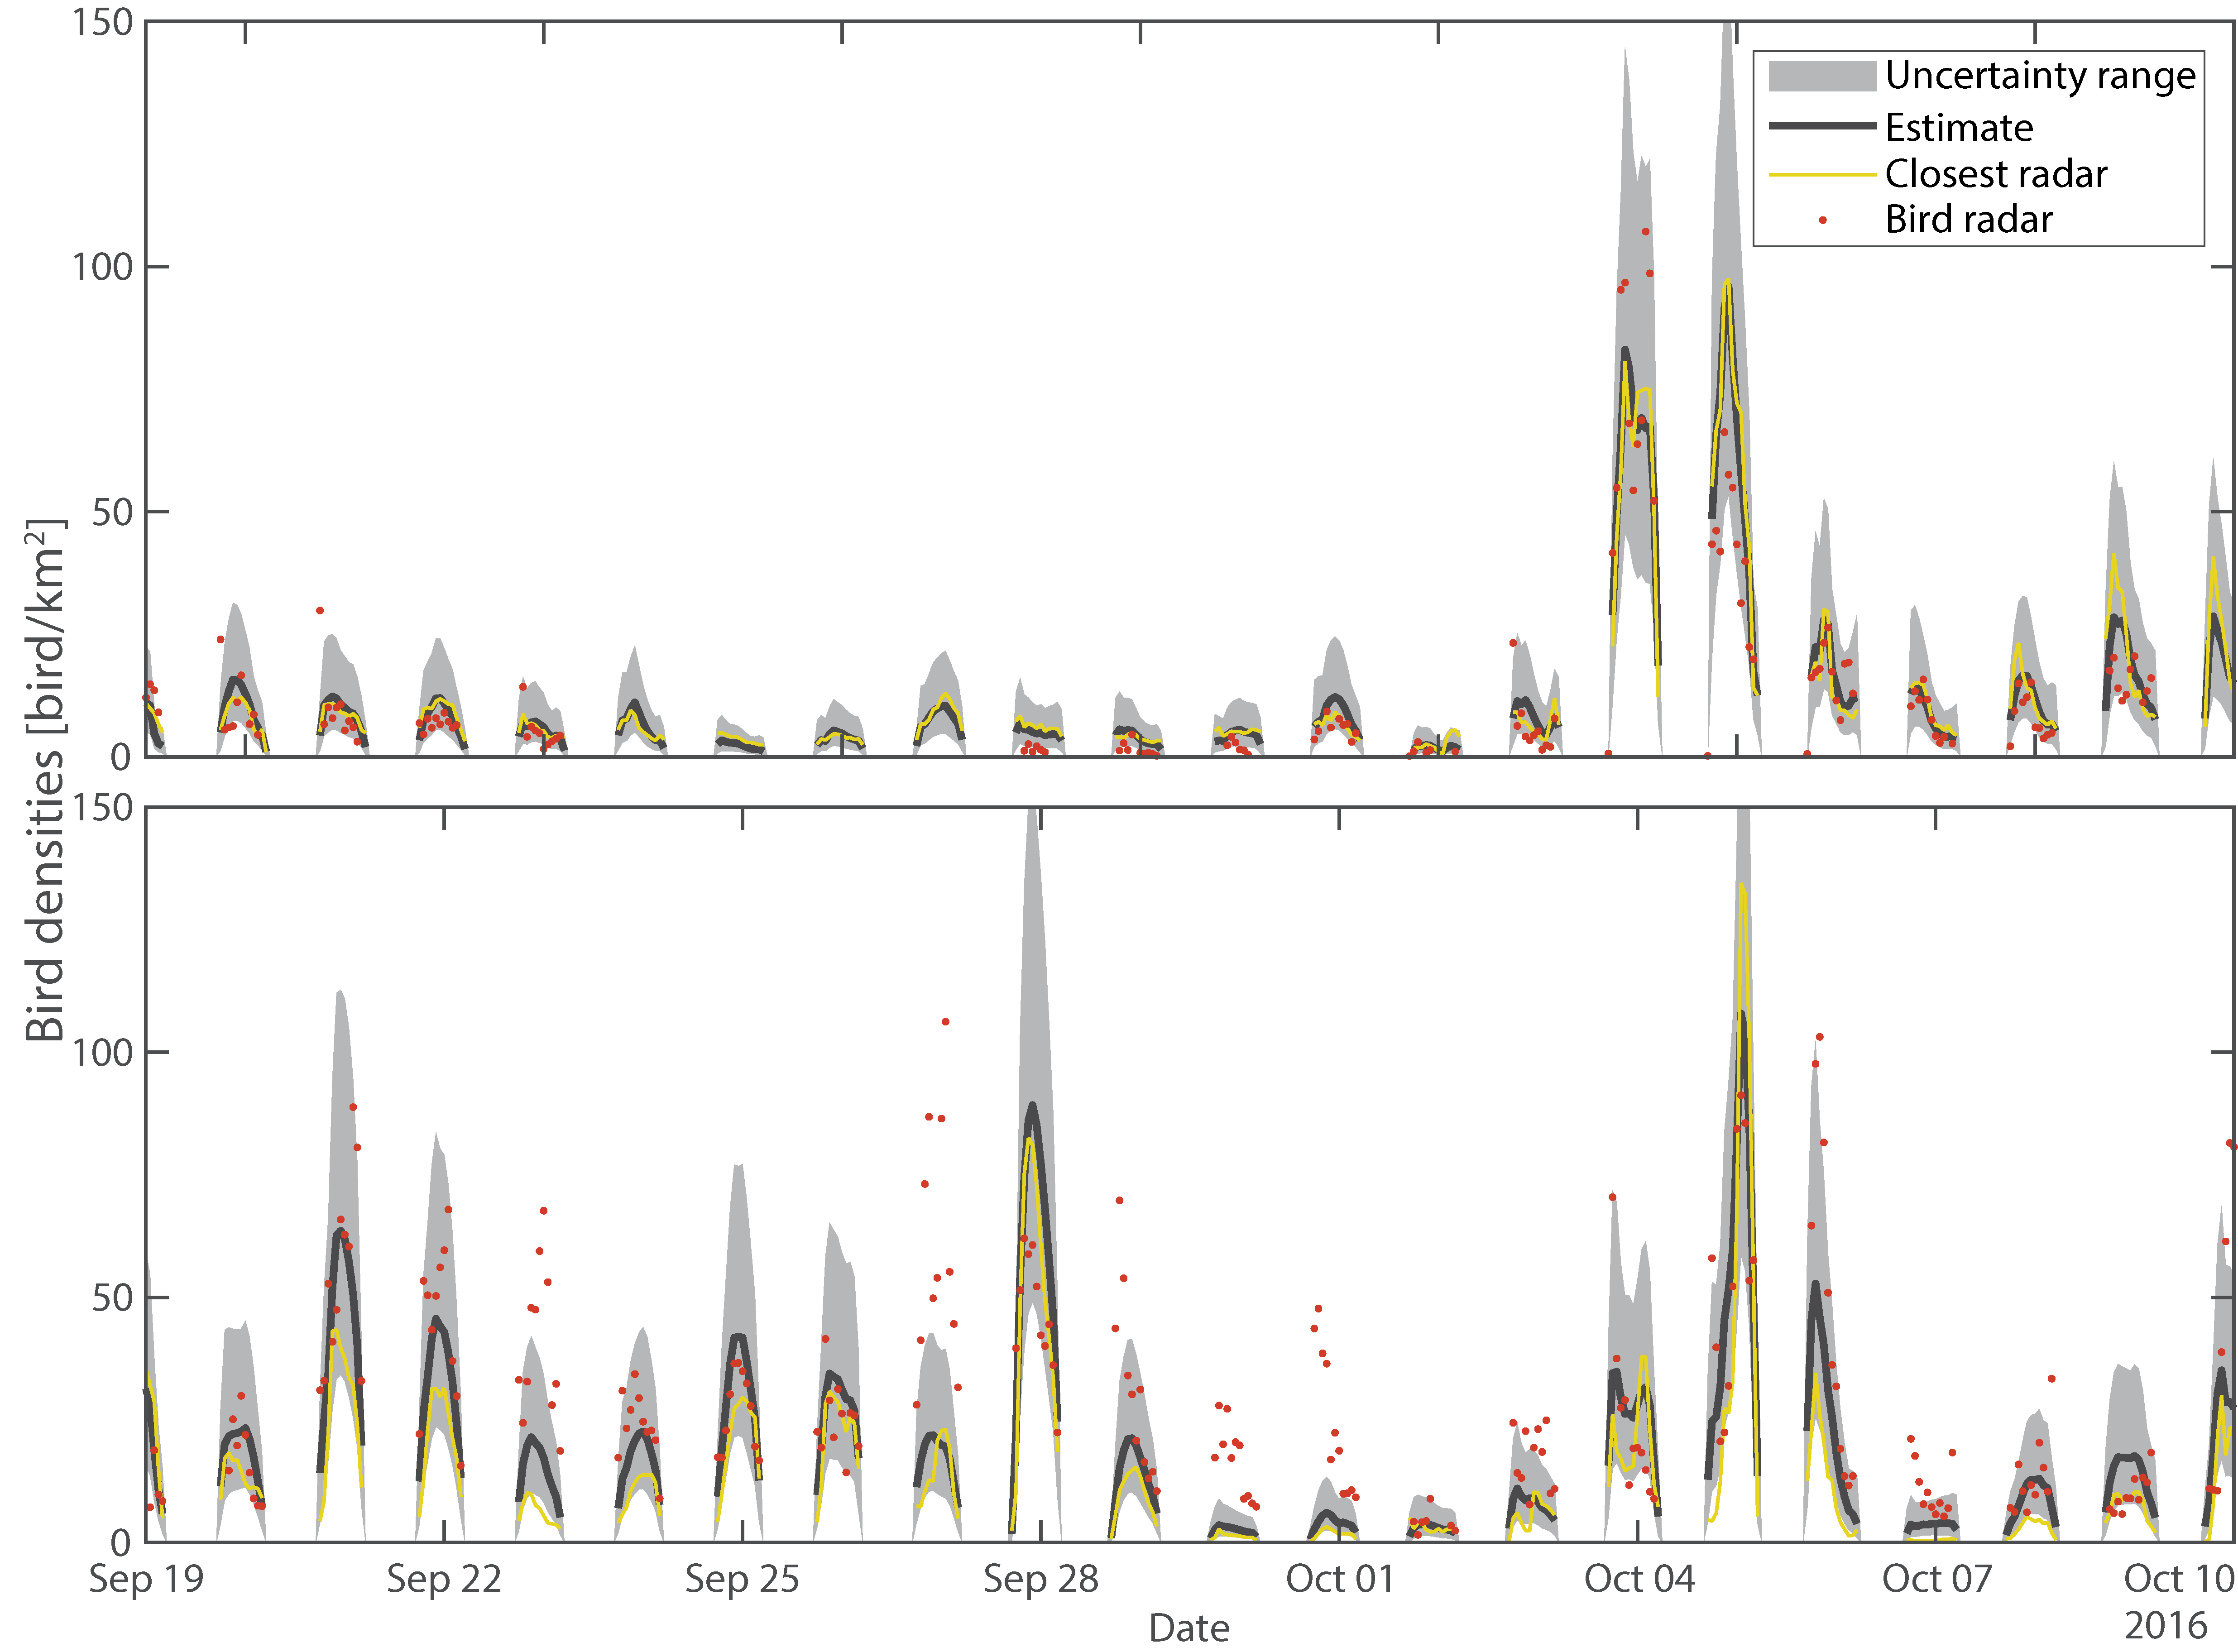 150
100
50
0
Uncertainty range
Estimate
Closest radar
Bird radar
Bird densities [bird/km²]
150
100
50
0
Sep 19 Sep 22 Sep 25 Sep 28 Oct 01 Oct 04 Oct 07 Oct 10
Date
2016